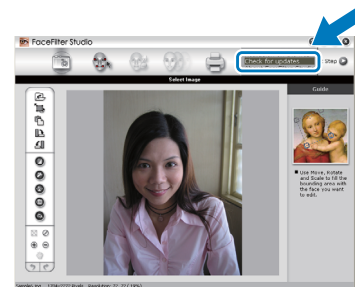 FaceFilter Studio
Check for updates
Step
Select Image
Guide
Use Move, Rotate
and Scale to fill the
bounding area with
the face you want
to edit.